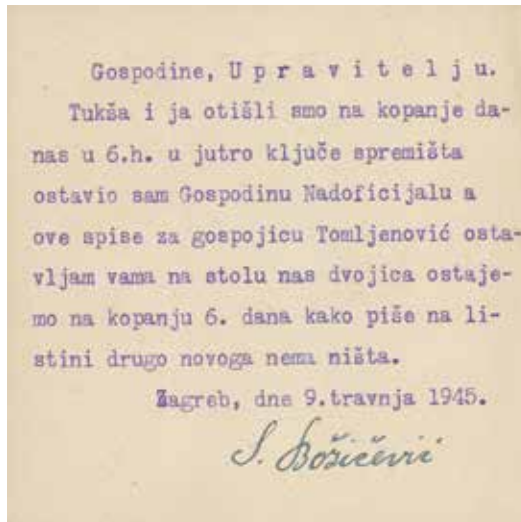 Gospodine, U p r a v i t e l j u.
Tukša i ja otišli smo na kopanje da-
nas u 6.h. u jutro ključe spremišta
ostavio sam Gospodinu Nadoficijalu a
ove spise za gospojicu Tomljenović osta-
vljam vama na stolu nas dvojica ostaje-
mo na kopanju 6. dana kako piše na li-
stini drugo novoga nema ništa.
Zagreb, dne 9.travnja 1945.
S. Božičević